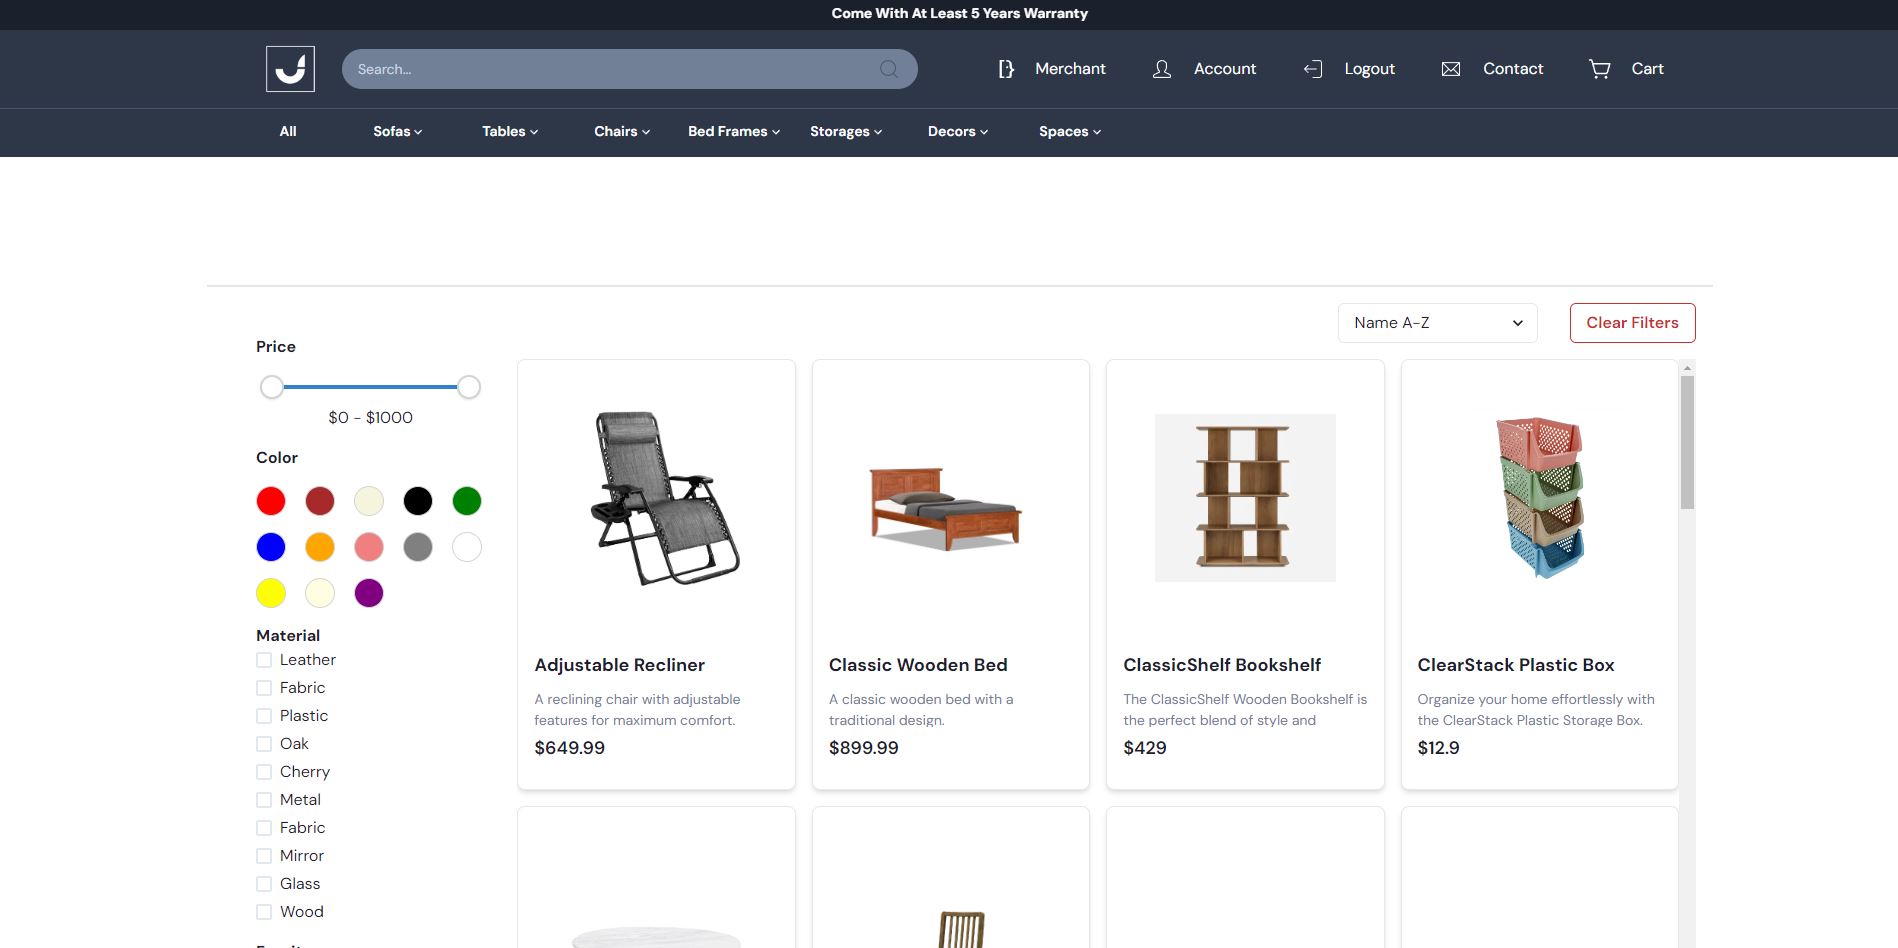 Come With At Least 5 Years Warranty
Search...
Merchant
Account
Logout
Contact
Cart
All
Sofas
Tables
Chairs
Bed Frames
Storages
Decors
Spaces
Name A-Z
Clear Filters
Price
$0 - $1000
Color
Material
Leather
Fabric
Plastic
Oak
Cherry
Metal
Fabric
Mirror
Glass
Wood
Adjustable Recliner
A reclining chair with adjustable
features for maximum comfort.
$649.99
Classic Wooden Bed
A classic wooden bed with a
traditional design.
$899.99
ClassicShelf Bookshelf
The ClassicShelf Wooden Bookshelf is
the perfect blend of style and
$429
ClearStack Plastic Box
Organize your home effortlessly with
the ClearStack Plastic Storage Box.
$12.9